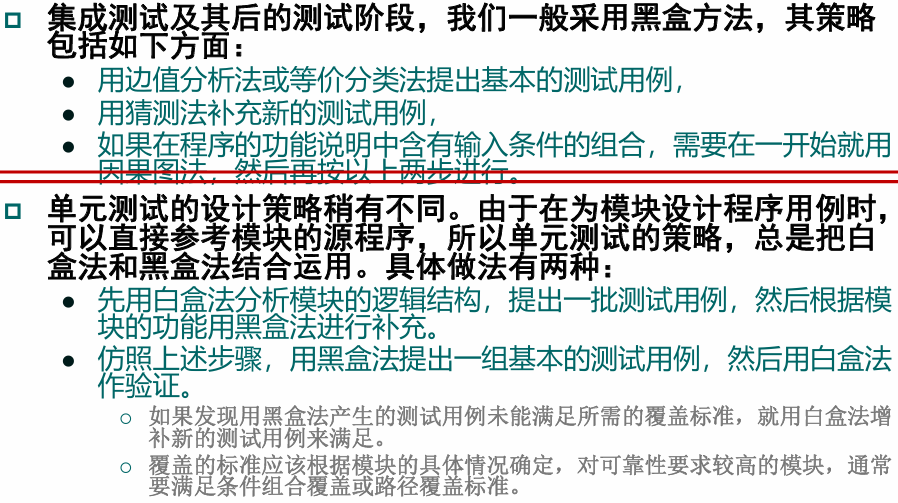 集成测试及其后的测试阶段，我们一般采用黑盒方法，其策略
包括如下方面：
用边值分析法或等价分类法提出基本的测试用例，
用猜测法补充新的测试用例，
如果在程序的功能说明中含有输入条件的组合，需要在一开始就用
因果图法，然后再按以上两步进行。
单元测试的设计策略稍有不同。由于在为模块设计程序用例时，
可以直接参考模块的源程序，所以单元测试的策略，总是把白
盒法和黑盒法结合运用。具体做法有两种：
先用白盒法分析模块的逻辑结构，提出一批测试用例，然后根据模
块的功能用黑盒法进行补充。
仿照上述步骤，用黑盒法提出一组基本的测试用例，然后用白盒法
作验证。
如果发现用黑盒法产生的测试用例未能满足所需的覆盖标准，就用白盒法增
补新的测试用例来满足。
覆盖的标准应该根据模块的具体情况确定，对可靠性要求较高的模块，通常
要满足条件组合覆盖或路径覆盖标准。